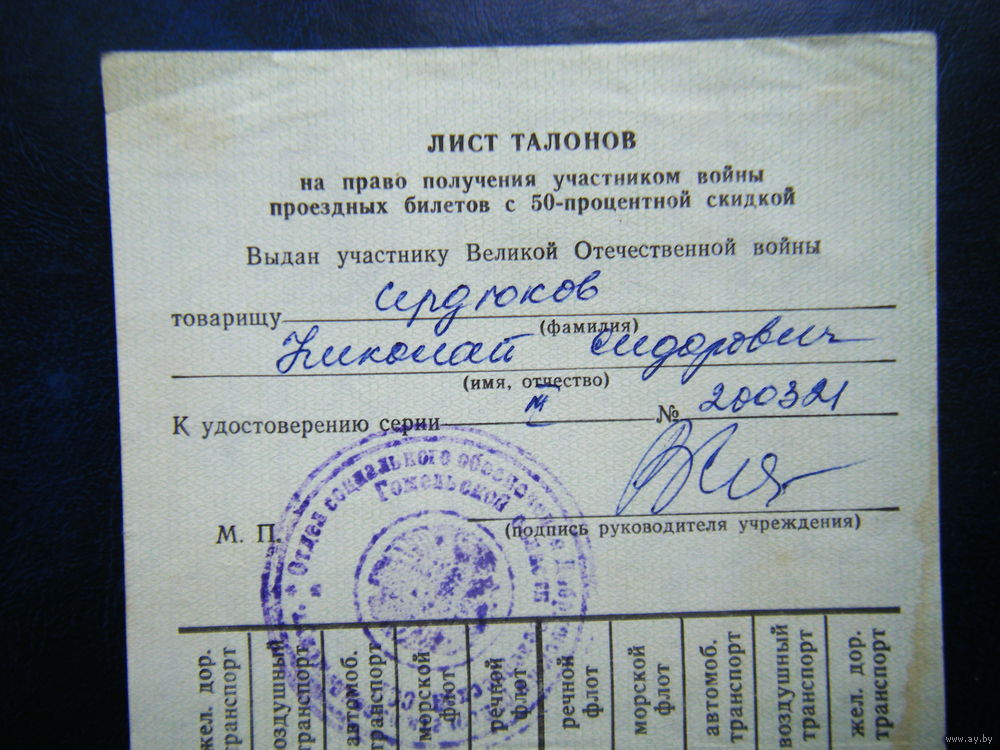 ЛИСТ ТАЛОНОВ
на право получения участником войны
проездных билетов с 50-процентной скидкой
Выдан участнику Великой Отечественной войны
товарищу Сердюков
(фамилия)
Николай Сидорович
(имя, отчество)
К удостоверению серии № 200321
(подпись руководителя учреждения)
М. П.
Отдел социального
Гомельской
жел. дор. транспорт
воздушный транспорт
автомоб. транспорт
морской флот
речной флот
речной флот
морской флот
автомоб. транспорт
воздушный транспорт
жел. дор. транспорт
www.ay.by